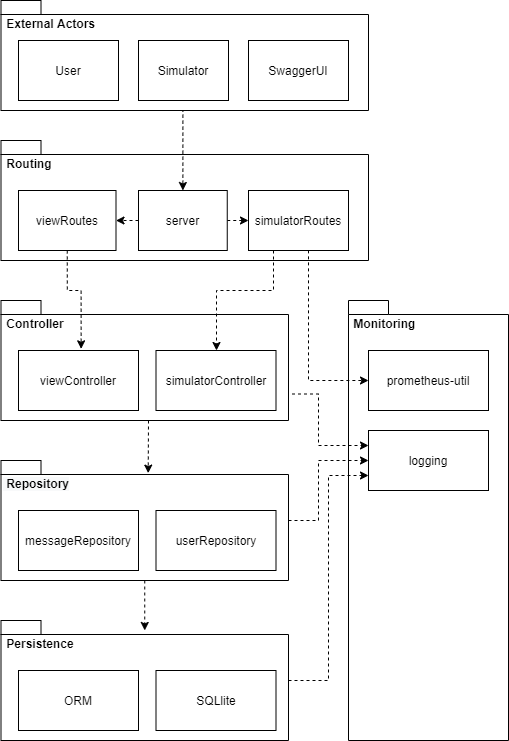 External Actors
User
Simulator
SwaggerUI
Routing
viewRoutes
server
simulatorRoutes
Controller
viewController
simulatorController
Monitoring
prometheus-util
logging
Repository
messageRepository
userRepository
Persistence
ORM
SQLlite